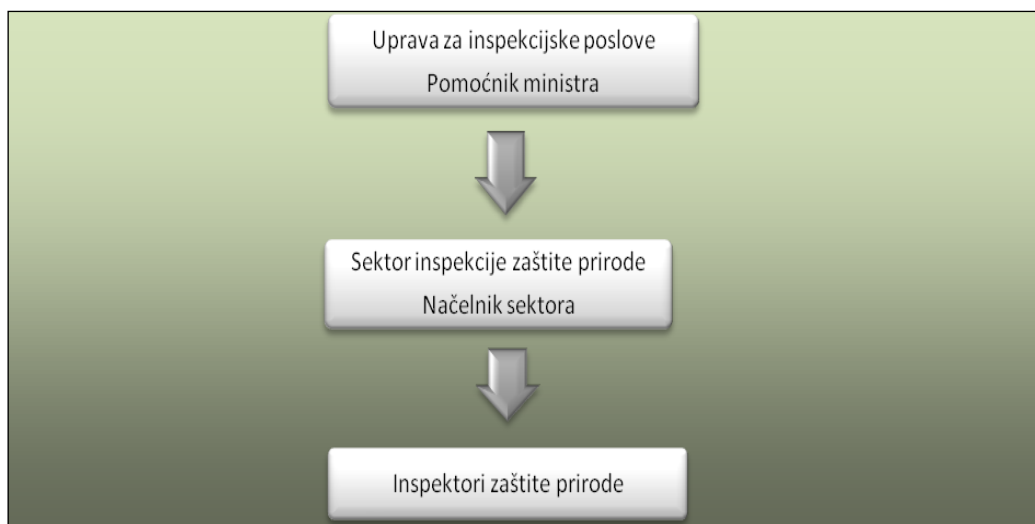 Uprava za inspekcijske poslove
Pomoćnik ministra
Sektor inspekcije zaštite prirode
Načelnik sektora
Inspektori zaštite prirode